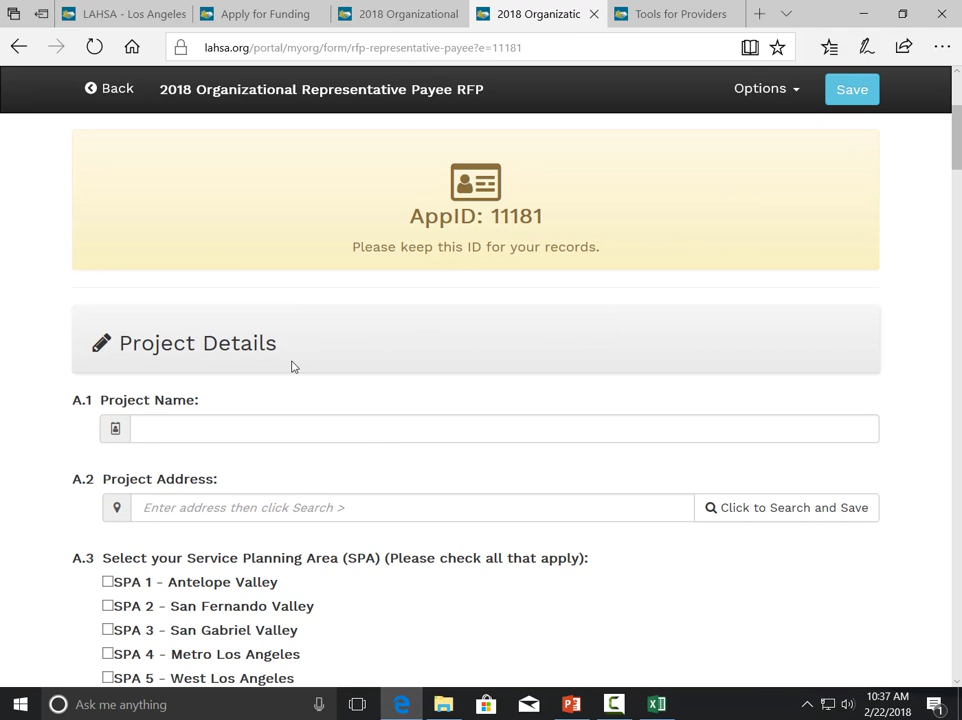 LAHSA - Los Angeles
Apply for Funding
2018 Organizational
2018 Organizatic
Tools for Providers
lahsa.org/portal/myorg/form/rfp-representative-payee?e=11181
Back
2018 Organizational Representative Payee RFP
Options
Save
AppID: 11181
Please keep this ID for your records.
Project Details
A.1 Project Name:
A.2 Project Address:
Enter address then click Search >
Click to Search and Save
A.3 Select your Service Planning Area (SPA) (Please check all that apply):
SPA 1 - Antelope Valley
SPA 2 - San Fernando Valley
SPA 3 - San Gabriel Valley
SPA 4 - Metro Los Angeles
SPA 5 - West Los Angeles
Ask me anything
10:37 AM
2/22/2018
1